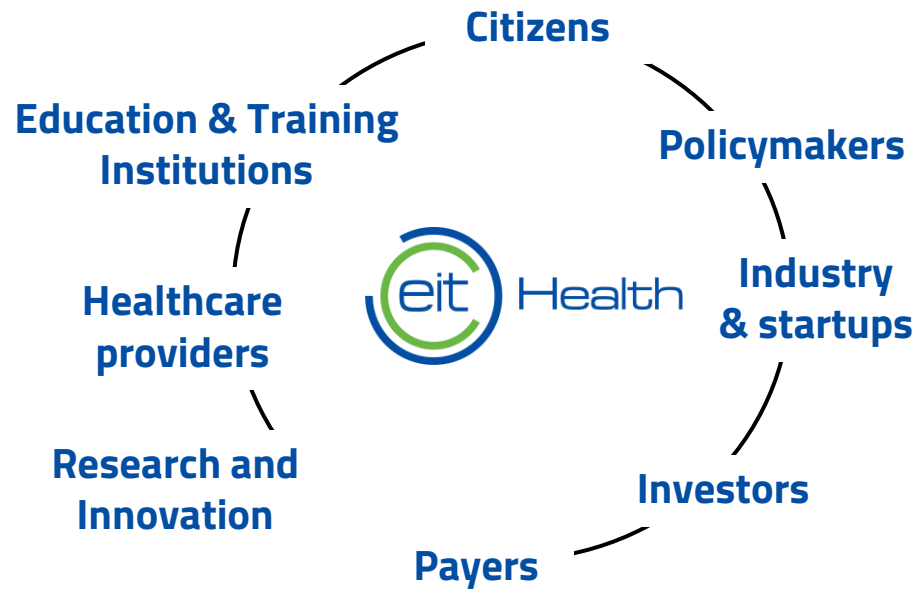 Citizens
Education & Training
Institutions
Policymakers
eit Health
Industry
& startups
Healthcare
providers
Research and
Innovation
Investors
Payers